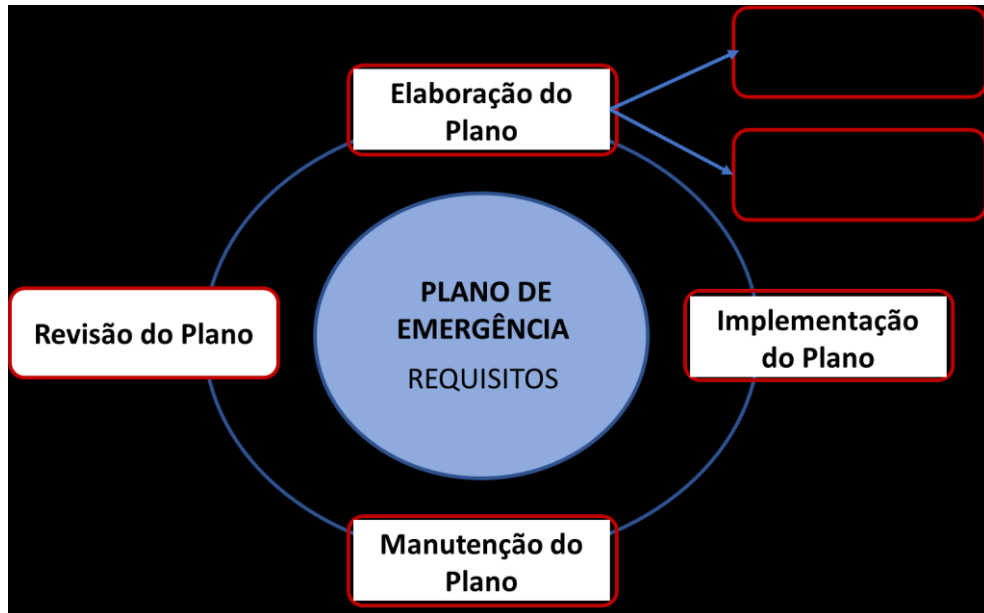 Elaboração do
Plano
PLANO DE
EMERGÊNCIA
REQUISITOS
Revisão do Plano
Implementação
do Plano
Manutenção do
Plano